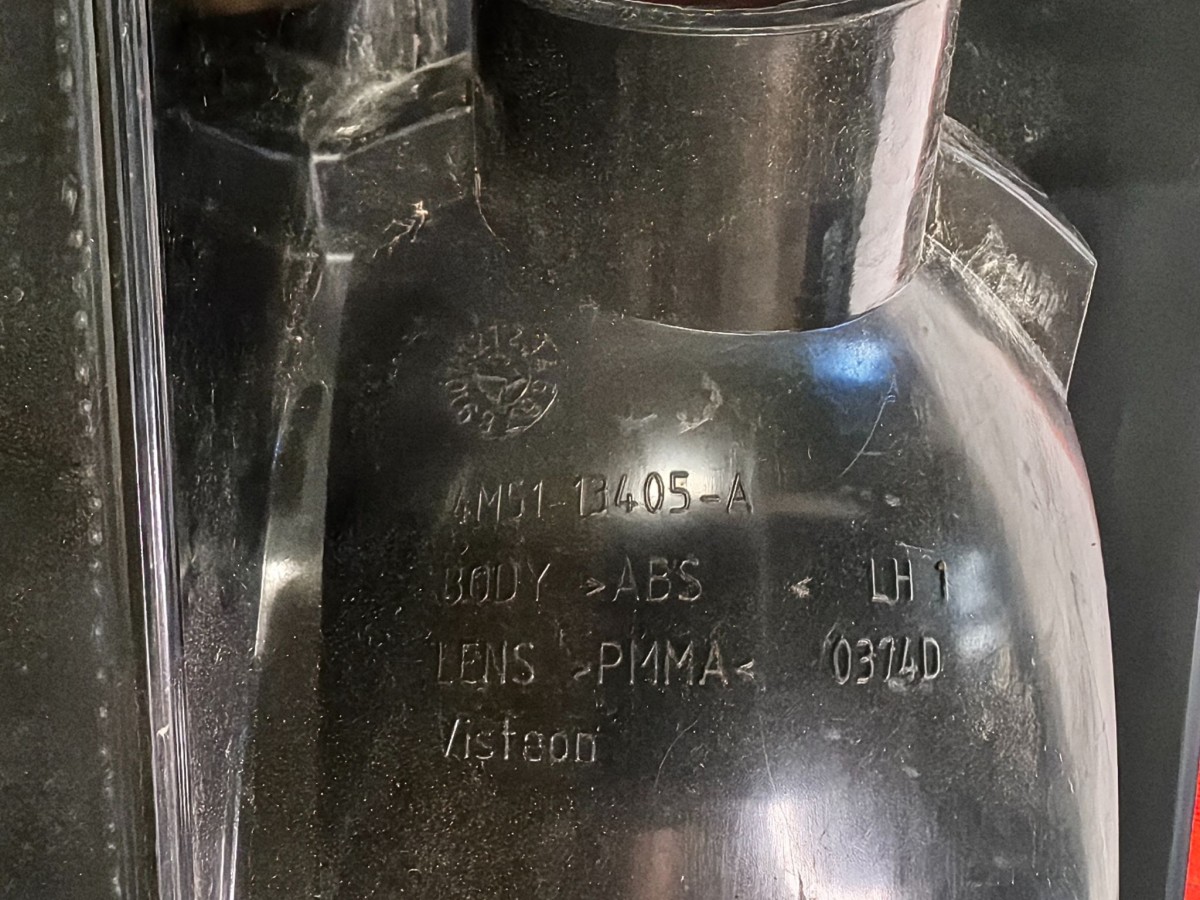 4M51-13405-A
BODY >ABS < LH 1
LENS >PMMA< 0374D
Visteon